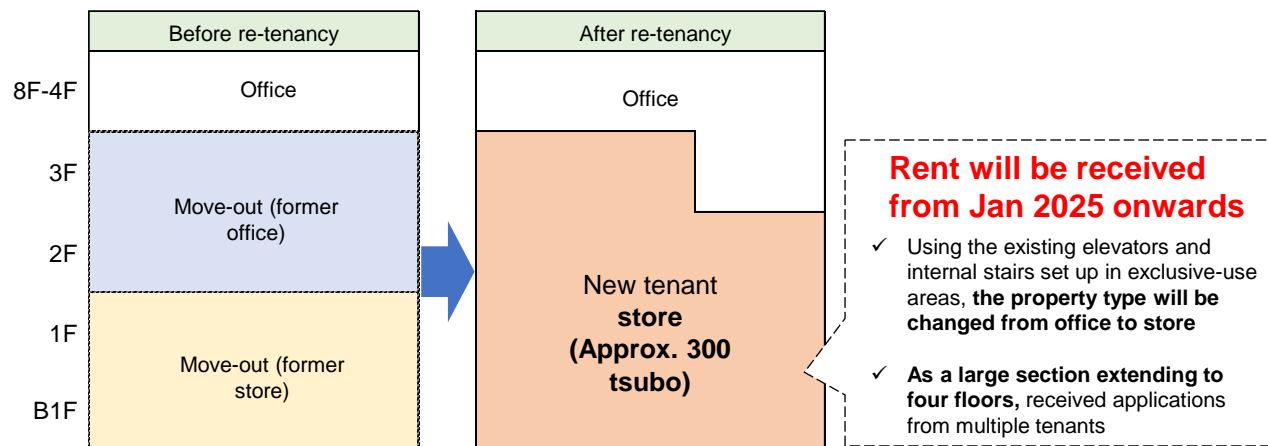 Before re-tenancy
After re-tenancy
8F-4F
Office
Office
3F
Move-out (former
office)
2F
1F
Move-out (former
store)
B1F
New tenant
store
(Approx. 300
tsubo)
Rent will be received
from Jan 2025 onwards
✓ Using the existing elevators and
internal stairs set up in exclusive-use
areas, the property type will be
changed from office to store
✓ As a large section extending to
four floors, received applications
from multiple tenants